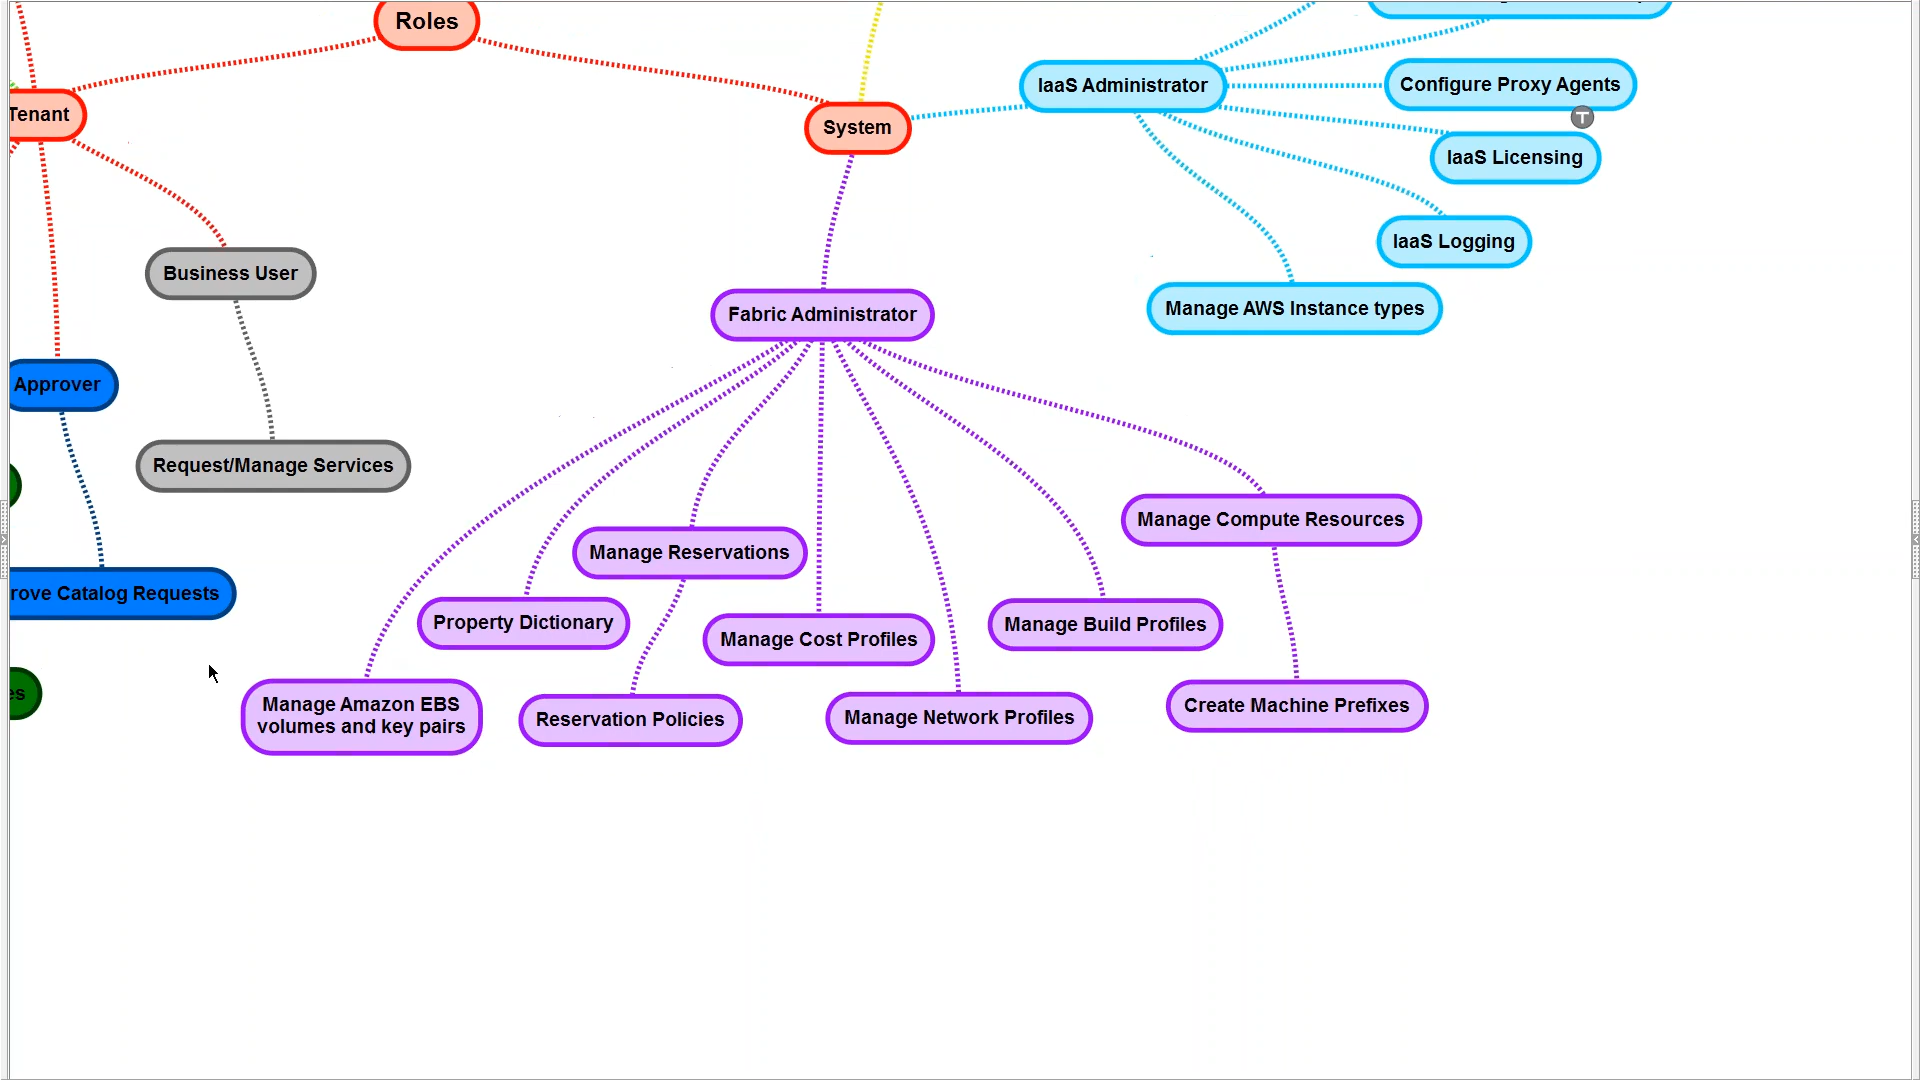 Roles
Tenant
System
IaaS Administrator
Configure Proxy Agents
T
IaaS Licensing
IaaS Logging
Business User
Fabric Administrator
Manage AWS Instance types
Approver
Request/Manage Services
Manage Reservations
Manage Compute Resources
Catalog Requests
Property Dictionary
Manage Cost Profiles
Manage Build Profiles
Manage Amazon EBS
volumes and key pairs
Reservation Policies
Manage Network Profiles
Create Machine Prefixes